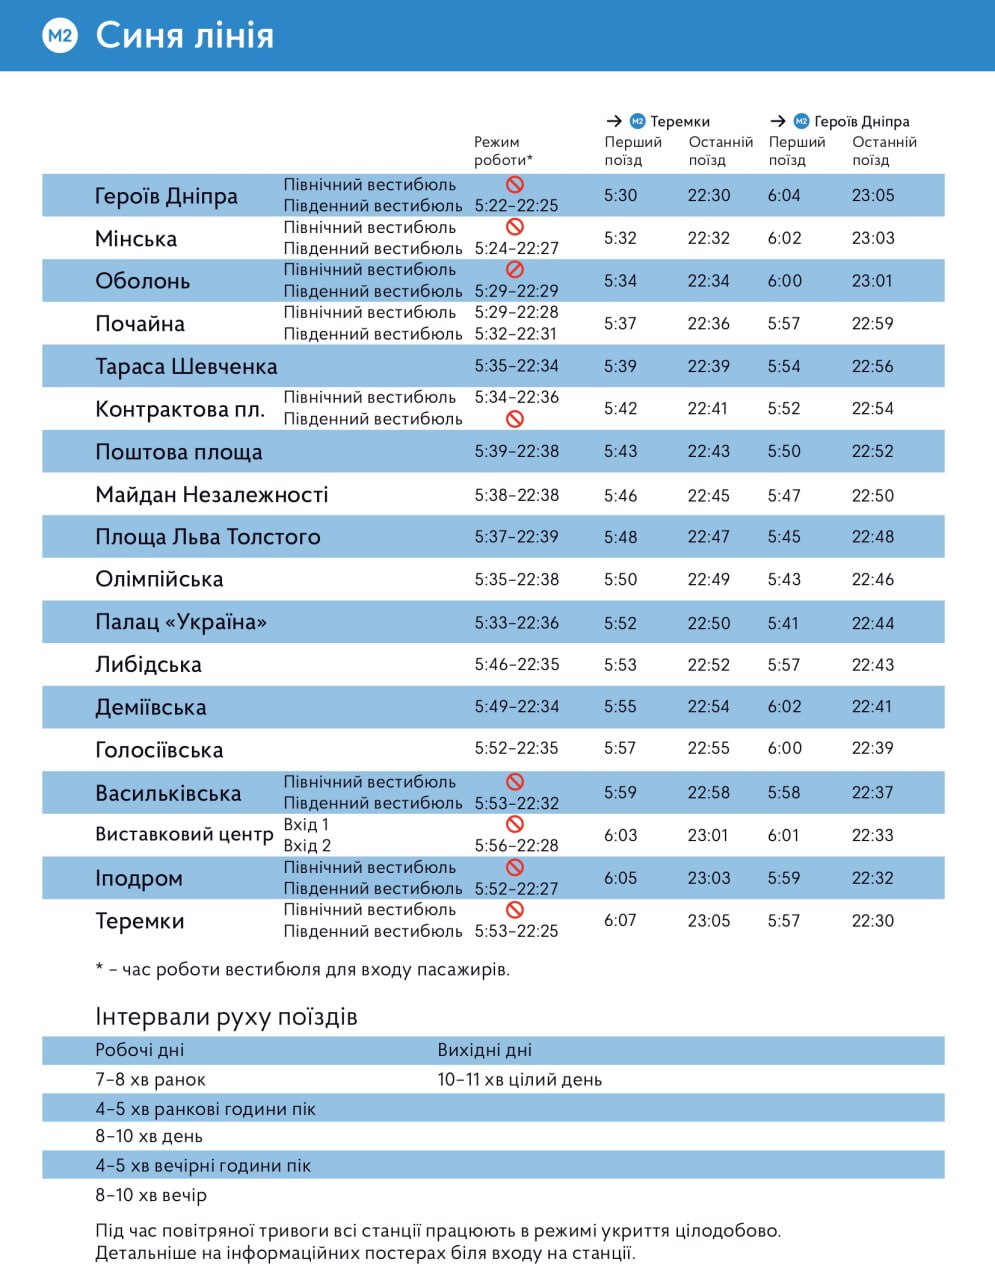 M2 Синя лінія
→ M2 Теремки → M2 Героїв Дніпра
Режим роботи* Перший поїзд Останній поїзд Перший поїзд Останній поїзд
Героїв Дніпра Північний вестибюль
Південний вестибюль 5:22–22:25 5:30 22:30 6:04 23:05
Мінська Північний вестибюль
Південний вестибюль 5:24–22:27 5:32 22:32 6:02 23:03
Оболонь Північний вестибюль
Південний вестибюль 5:29–22:29 5:34 22:34 6:00 23:01
Почайна Північний вестибюль 5:29–22:28
Південний вестибюль 5:32–22:31 5:37 22:36 5:57 22:59
Тараса Шевченка 5:35–22:34 5:39 22:39 5:54 22:56
Контрактова пл. Північний вестибюль 5:34–22:36
Південний вестибюль 5:42 22:41 5:52 22:54
Поштова площа 5:39–22:38 5:43 22:43 5:50 22:52
Майдан Незалежності 5:38–22:38 5:46 22:45 5:47 22:50
Площа Льва Толстого 5:37–22:39 5:48 22:47 5:45 22:48
Олімпійська 5:35–22:38 5:50 22:49 5:43 22:46
Палац «Україна» 5:33–22:36 5:52 22:50 5:41 22:44
Либідська 5:46–22:35 5:53 22:52 5:57 22:43
Деміївська 5:49–22:34 5:55 22:54 6:02 22:41
Голосіївська 5:52–22:35 5:57 22:55 6:00 22:39
Васильківська Північний вестибюль
Південний вестибюль 5:53–22:32 5:59 22:58 5:58 22:37
Виставковий центр Вхід 1
Вхід 2 5:56–22:28 6:03 23:01 6:01 22:33
Іподром Північний вестибюль
Південний вестибюль 5:52–22:27 6:05 23:03 5:59 22:32
Теремки Північний вестибюль
Південний вестибюль 5:53–22:25 6:07 23:05 5:57 22:30
* – час роботи вестибюля для входу пасажирів.
Інтервали руху поїздів
Робочі дні Вихідні дні
7–8 хв ранок 10–11 хв цілий день
4–5 хв ранкові години пік
8–10 хв день
4–5 хв вечірні години пік
8–10 хв вечір
Під час повітряної тривоги всі станції працюють в режимі укриття цілодобово.
Детальніше на інформаційних постерах біля входу на станції.